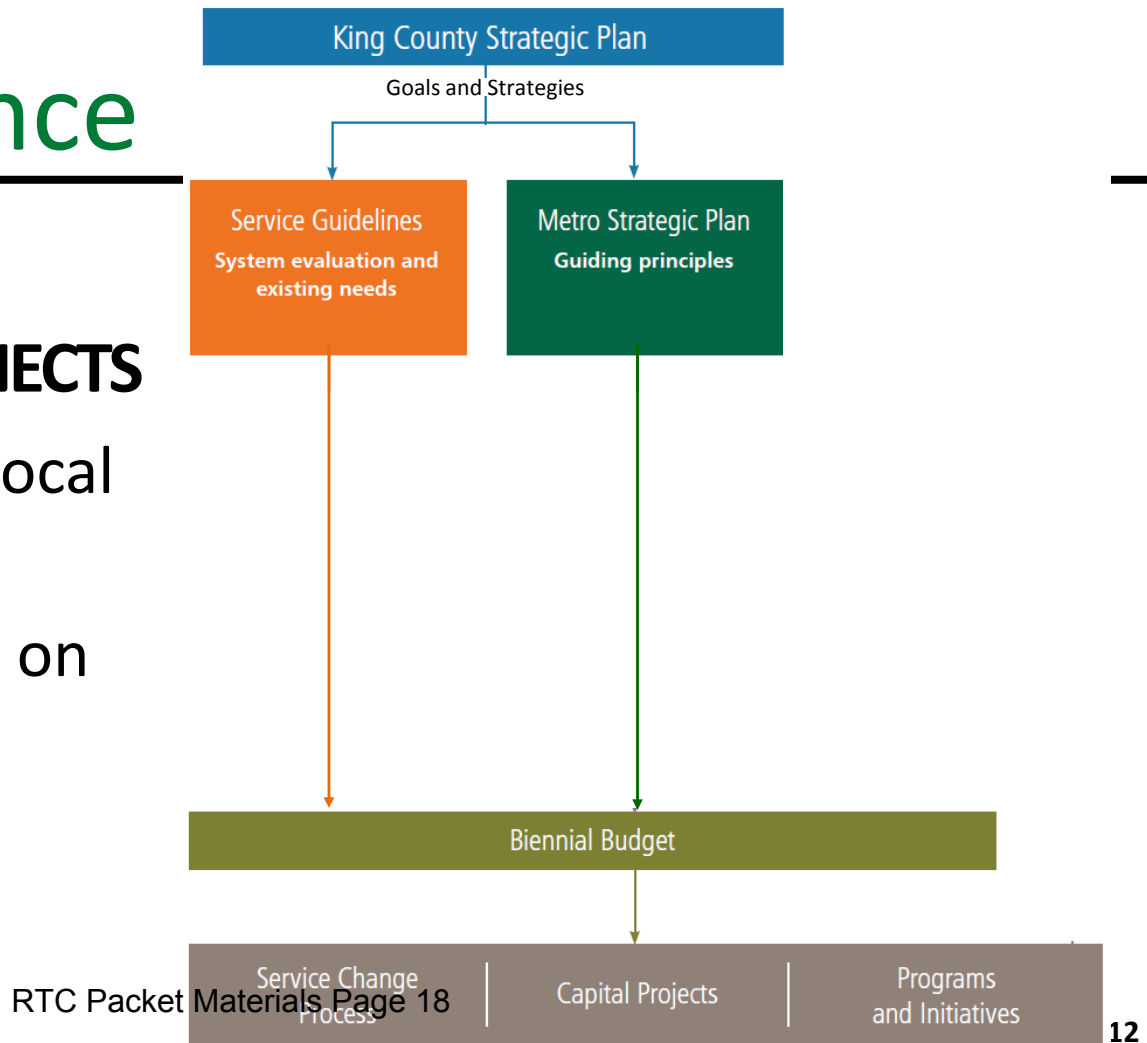 King County Strategic Plan
Goals and Strategies
nce
Service Guidelines
System evaluation and
existing needs
Metro Strategic Plan
Guiding principles
ocal
on
Biennial Budget
Service Change
Process
Capital Projects
Programs
and Initiatives
RTC Packet Materials Page 18
12